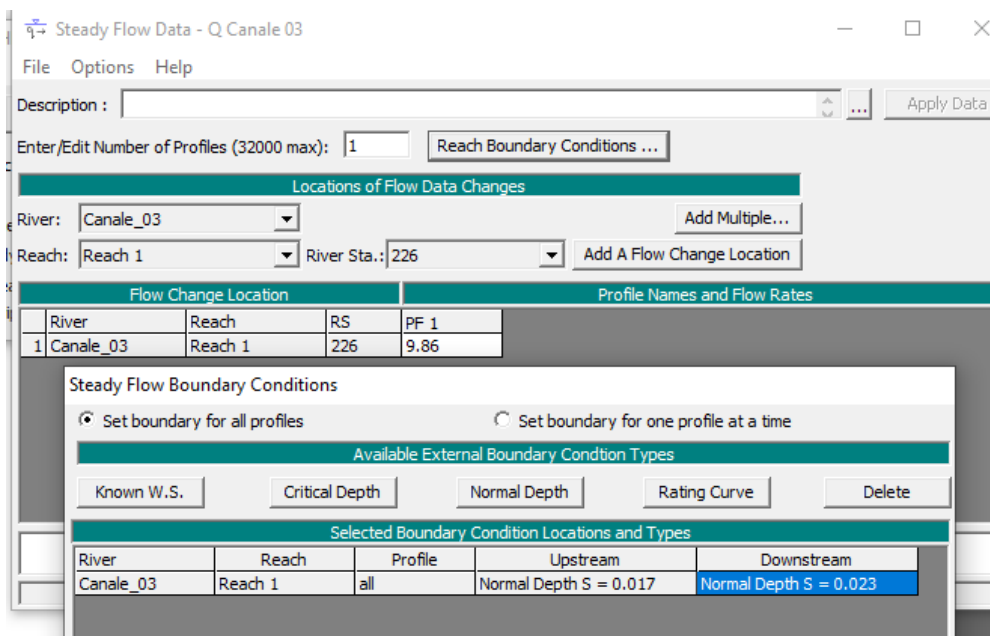 Steady Flow Data - Q Canale 03
File Options Help
Description :
...
Apply Data
Enter/Edit Number of Profiles (32000 max): 1 Reach Boundary Conditions ...
Locations of Flow Data Changes
River: Canale_03 Add Multiple...
Reach: Reach 1 River Sta.: 226 Add A Flow Change Location
Flow Change Location Profile Names and Flow Rates
River Reach RS PF 1
1 Canale_03 Reach 1 226 9.86
Steady Flow Boundary Conditions
Set boundary for all profiles Set boundary for one profile at a time
Available External Boundary Condtion Types
Known W.S. Critical Depth Normal Depth Rating Curve Delete
Selected Boundary Condition Locations and Types
River Reach Profile Upstream Downstream
Canale_03 Reach 1 all Normal Depth S = 0.017 Normal Depth S = 0.023